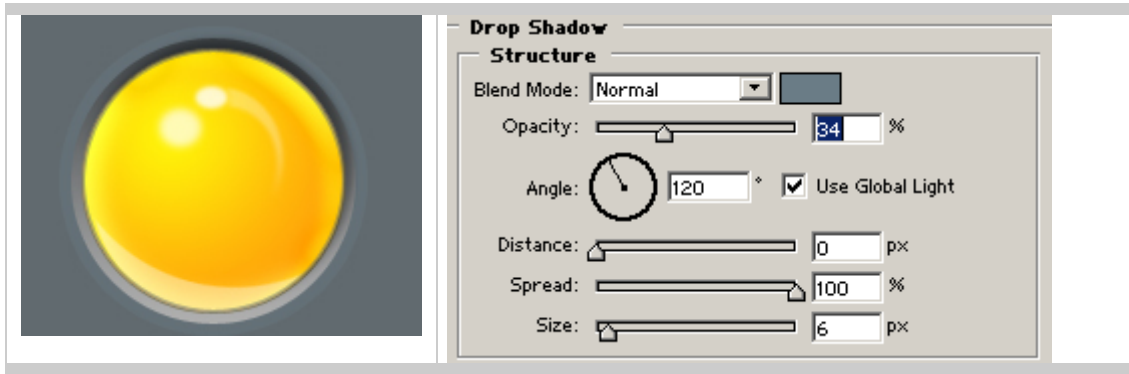 Drop Shadow
Structure
Blend Mode: Normal
Opacity: 34 %
Angle: 120 ° Use Global Light
Distance: 0 px
Spread: 100 %
Size: 6 px